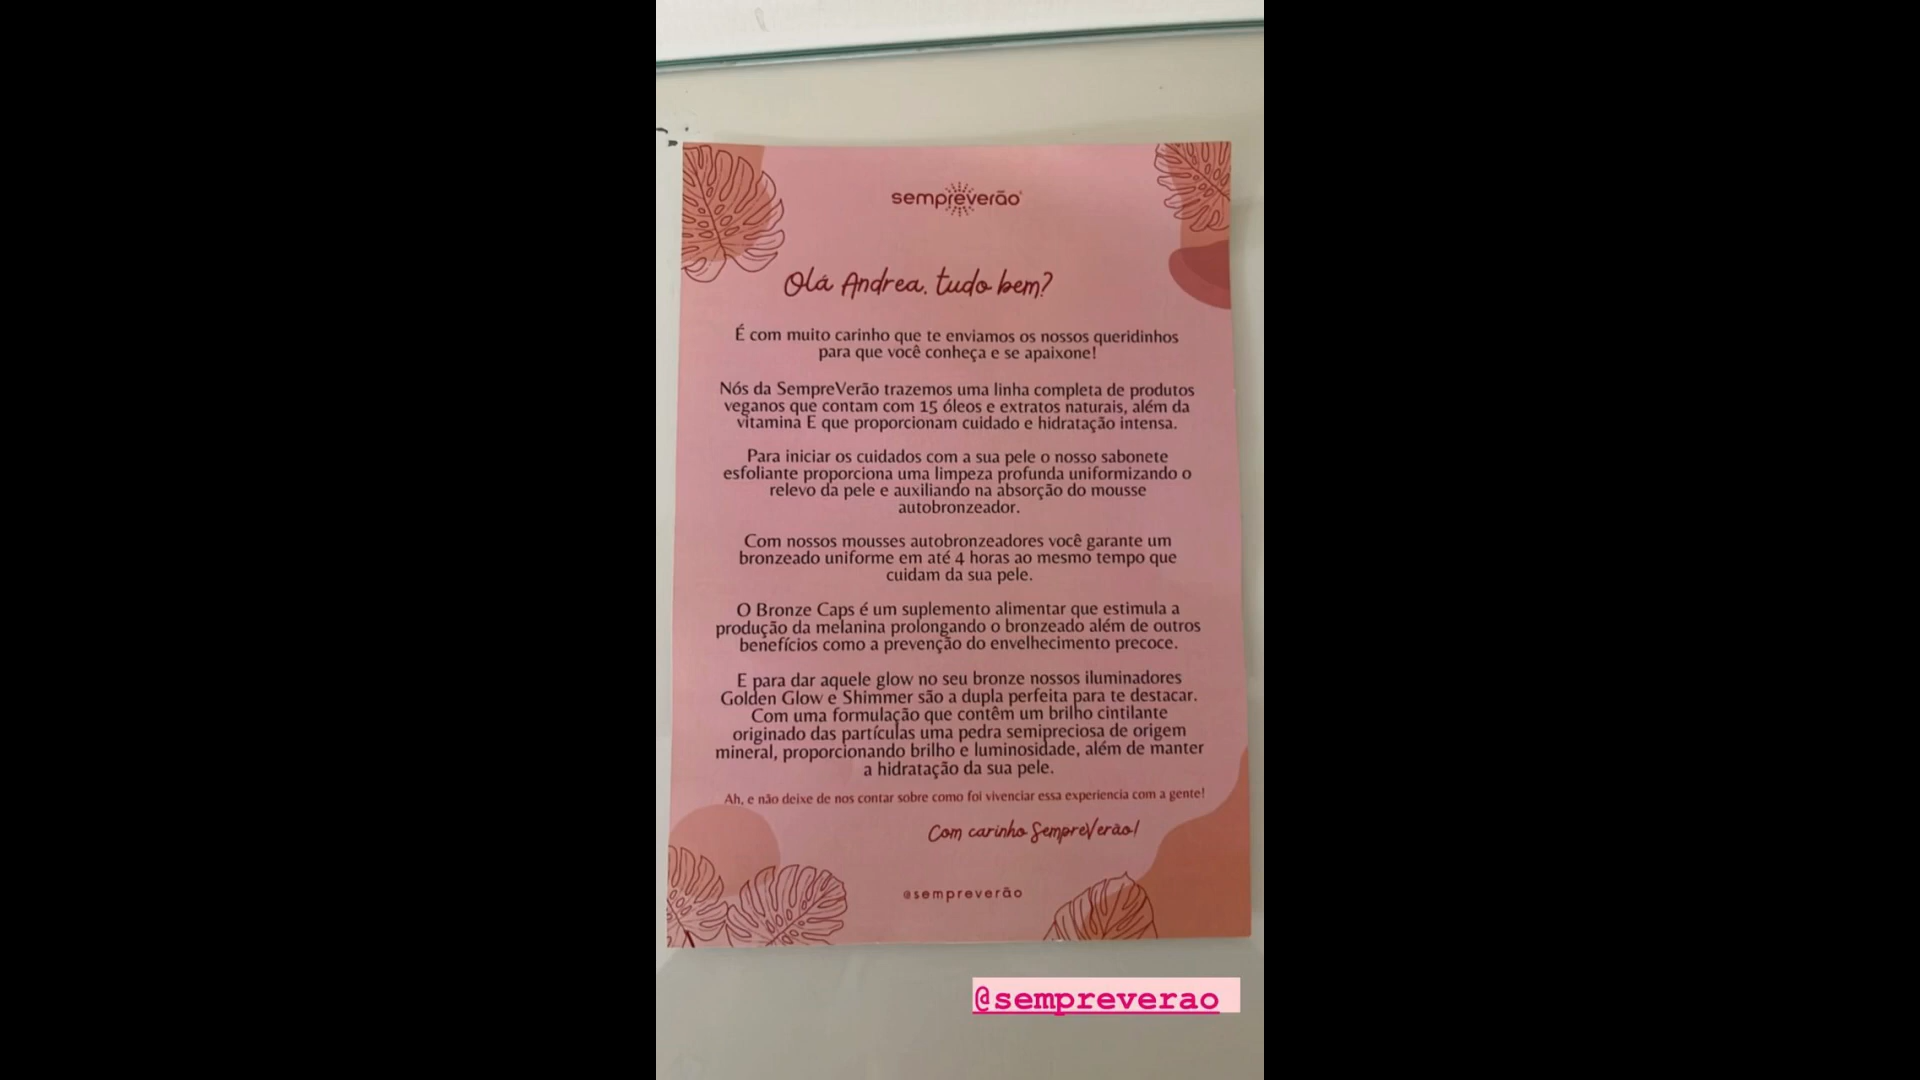 sempreverão
Olá Andrea, tudo bem?
É com muito carinho que te enviamos os nossos queridinhos
para que você conheça e se apaixone!
Nós da SempreVerão trazemos uma linha completa de produtos
veganos que contam com 15 óleos e extratos naturais, além da
vitamina E que proporcionam cuidado e hidratação intensa.
Para iniciar os cuidados com a sua pele o nosso sabonete
esfoliante proporciona uma limpeza profunda uniformizando o
relevo da pele e auxiliando na absorção do mousse
autobronzeador.
Com nossos mousses autobronzeadores você garante um
bronzeado uniforme em até 4 horas ao mesmo tempo que
cuidam da sua pele.
O Bronze Caps é um suplemento alimentar que estimula a
produção da melanina prolongando o bronzeado além de outros
benefícios como a prevenção do envelhecimento precoce.
E para dar aquele glow no seu bronze nossos iluminadores
Golden Glow e Shimmer são a dupla perfeita para te destacar.
Com uma formulação que contêm um brilho cintilante
originado das partículas uma pedra semipreciosa de origem
mineral, proporcionando brilho e luminosidade, além de manter
a hidratação da sua pele.
Ah, e não deixe de nos contar sobre como foi vivenciar essa experiencia com a gente!
Com carinho SempreVerão!
@sempreverão
@sempreverao